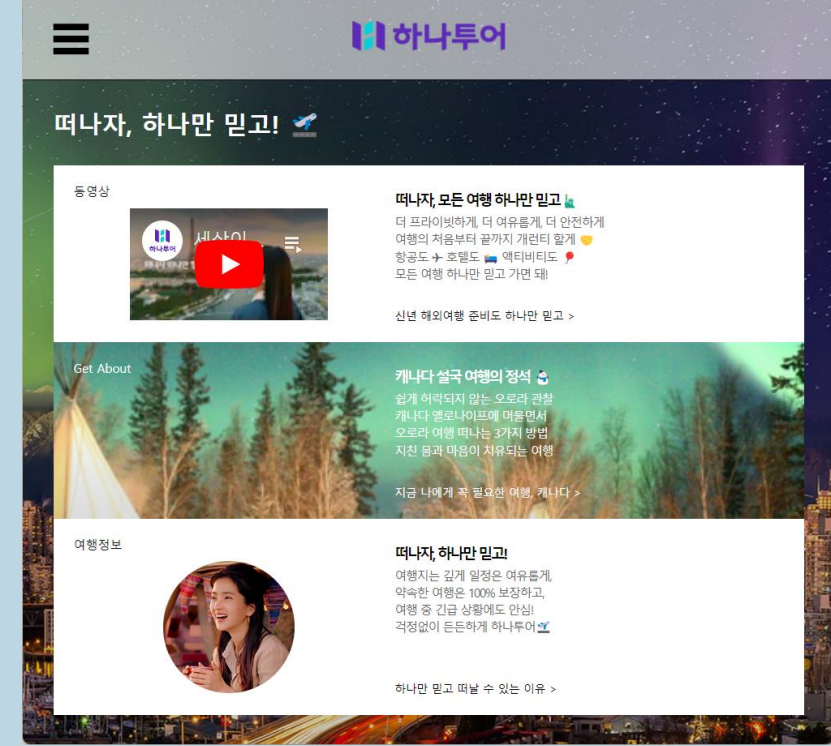 하나투어
떠나자, 하나만 믿고! 🛫
동영상
하나투어
세상이 ...
떠나자, 모든 여행 하나만 믿고🗽
더 프라이빗하게, 더 여유롭게, 더 안전하게
여행의 처음부터 끝까지 개런티 할게 🤝
항공도 ✈ 호텔도 🛌 액티비티도 🏓
모든 여행 하나만 믿고 가면 돼!
신년 해외여행 준비도 하나만 믿고 >
Get About
캐나다 설국 여행의 정석 ⛄
쉽게 허락되지 않는 오로라 관찰
캐나다 옐로나이프에 머물면서
오로라 여행 떠나는 3가지 방법
지친 몸과 마음이 치유되는 여행
지금 나에게 꼭 필요한 여행, 캐나다 >
여행정보
떠나자, 하나만 믿고!
여행지는 깊게 일정은 여유롭게,
약속한 여행은 100% 보장하고,
여행 중 긴급 상황에도 안심!
걱정없이 든든하게 하나투어🛫
하나만 믿고 떠날 수 있는 이유 >